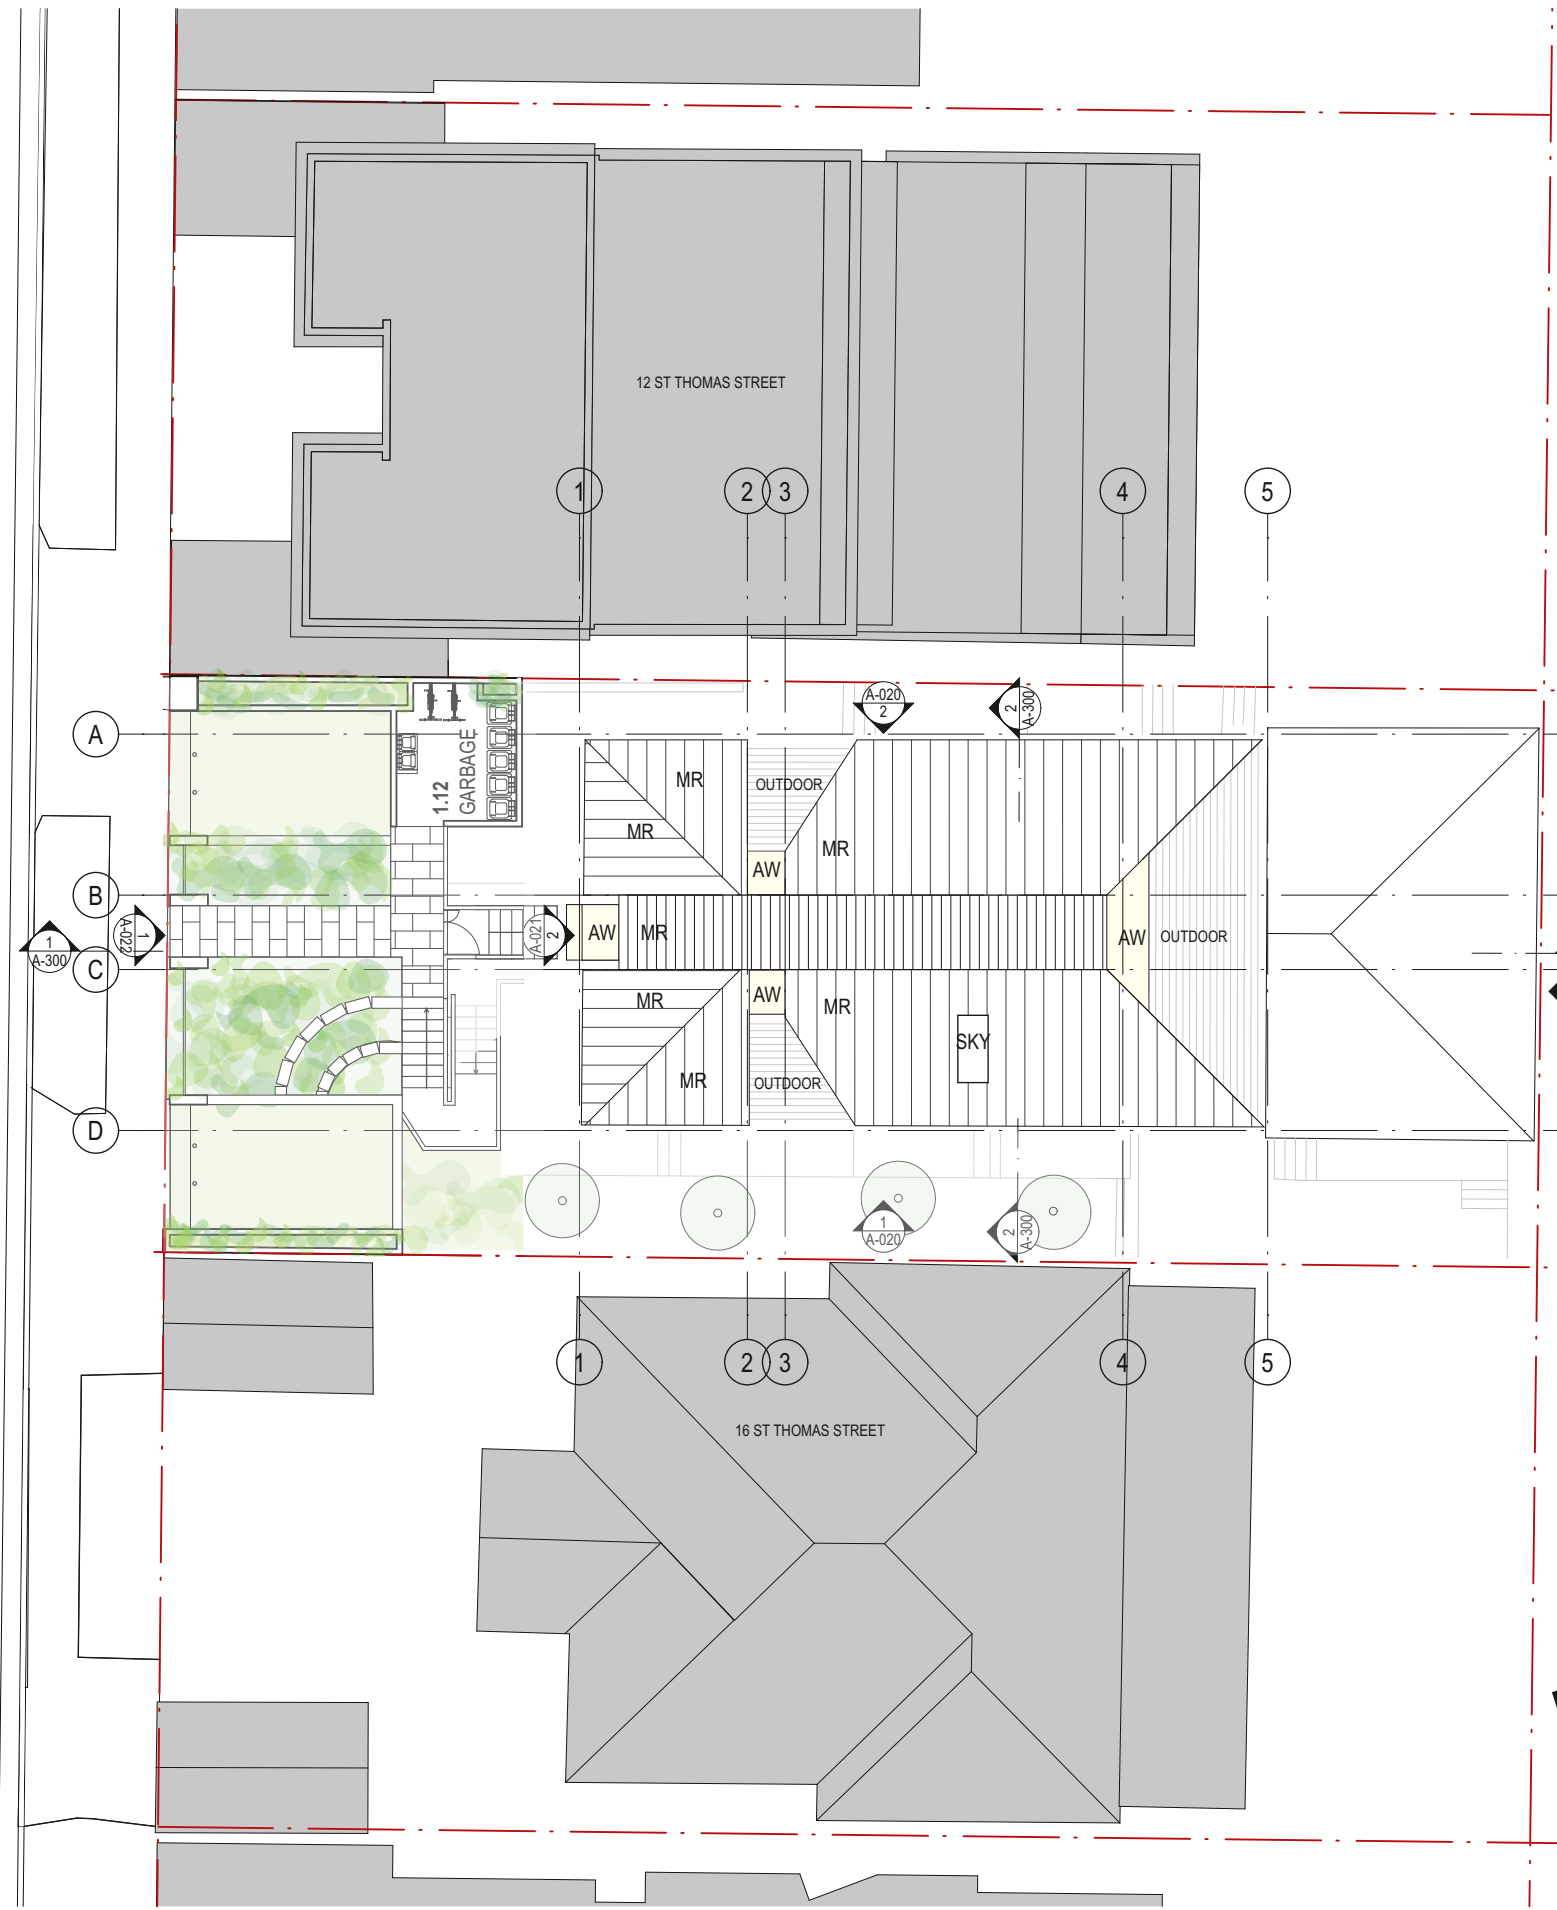 12 ST THOMAS STREET
1
2
3
4
5
A-020
2
2
A-300
A
1.12
GARBAGE
MR
OUTDOOR
MR
MR
AW
B
1
A-300
A-022
1
A-021
2
AW
MR
AW
OUTDOOR
C
MR
AW
MR
SKY
MR
OUTDOOR
D
1
A-020
2
A-300
1
2
3
4
5
16 ST THOMAS STREET